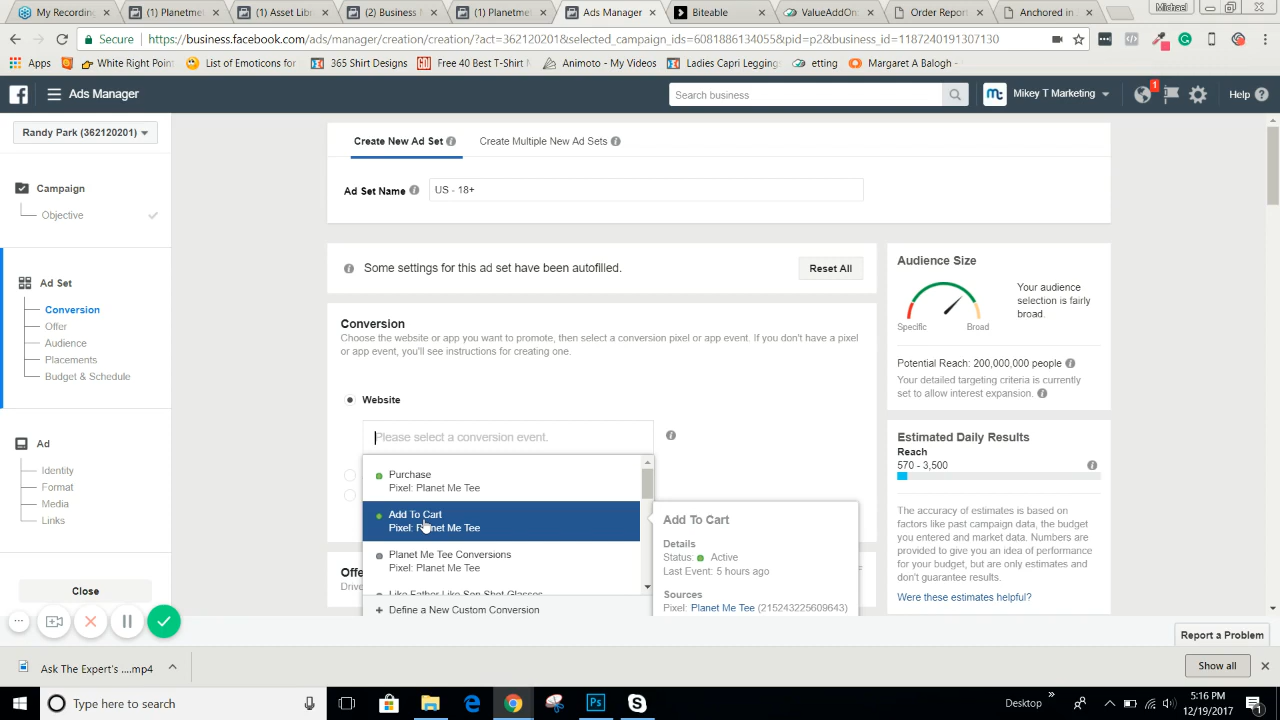 My Recording
(1) Planetme
(1) Asset Lib
(2) Business
(1) Planetme
Ads Manager
Biteable
ValueAddOn
Order Report
Anchored in
Michael
Secure
https://business.facebook.com/ads/manager/creation/creation/?act=362120201&selected_campaign_ids=6081886134055&pid=p2&business_id=1187240191307130
Apps
White Right Point
List of Emoticons for
365 Shirt Designs
Free 40 Best T-Shirt
Animoto - My Videos
Ladies Capri Legging
etting
Margaret A Balogh -
Ads Manager
Search business
Mikey T Marketing
1
Help
Randy Park (362120201)
Campaign
Objective
Ad Set
Conversion
Offer
Audience
Placements
Budget & Schedule
Ad
Identity
Format
Media
Links
Close
Create New Ad Set
Create Multiple New Ad Sets
Ad Set Name
US - 18+
Some settings for this ad set have been autofilled.
Reset All
Conversion
Choose the website or app you want to promote, then select a conversion pixel or app event. If you don't have a pixel
or app event, you'll see instructions for creating one.
Website
Please select a conversion event.
Purchase
Pixel: Planet Me Tee
Add To Cart
Pixel: Planet Me Tee
Planet Me Tee Conversions
Pixel: Planet Me Tee
Like Father Like Son Shot Glasses
+ Define a New Custom Conversion
Offe
Drive
Add To Cart
Details
Status: Active
Last Event: 5 hours ago
Sources
Pixel: Planet Me Tee (215243225609643)
Audience Size
Specific
Broad
Your audience
selection is fairly
broad.
Potential Reach: 200,000,000 people
Your detailed targeting criteria is currently
set to allow interest expansion.
Estimated Daily Results
Reach
570 - 3,500
The accuracy of estimates is based on
factors like past campaign data, the budget
you entered and market data. Numbers are
provided to give you an idea of performance
for your budget, but are only estimates and
don't guarantee results.
Were these estimates helpful?
Report a Problem
Ask The Expert's ....mp4
Show all
Type here to search
Desktop
5:16 PM
12/19/2017
1